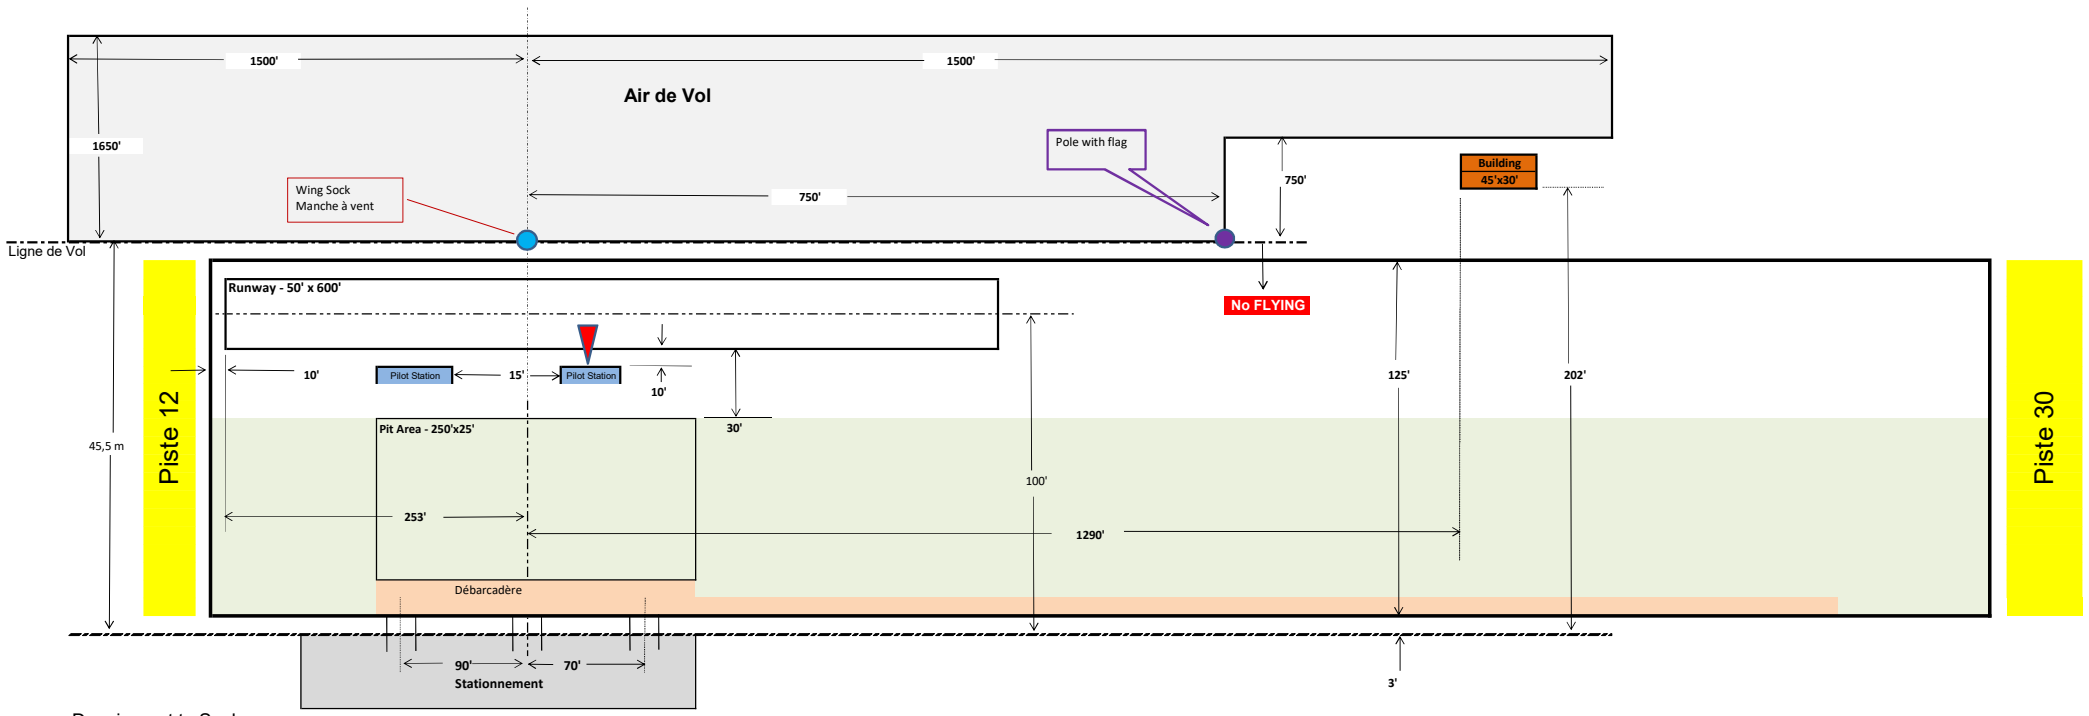 1500'
1500'
Air de Vol
1650'
Pole with flag
Building
45'x30'
750'
Wing Sock
Manche à vent
750'
Ligne de Vol
Runway - 50' x 600'
No FLYING
10'
Pilot Station
15'
Pilot Station
10'
125'
202'
Piste 12
Piste 30
30'
Pit Area - 250'x25'
45,5 m
100'
253'
1290'
Débarcadère
90'
70'
Stationnement
3'